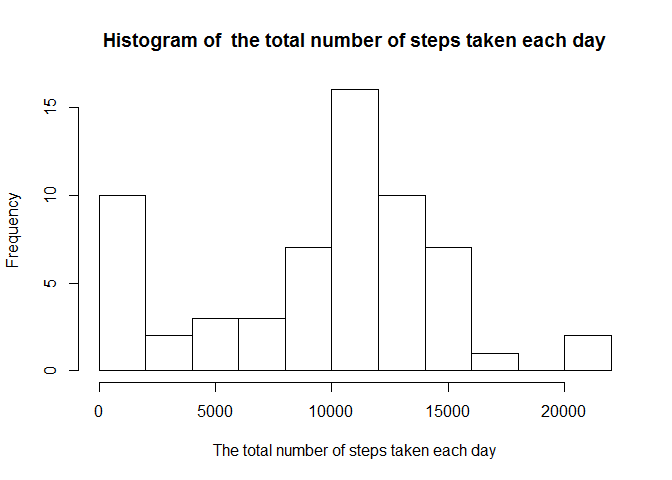 Histogram of  the total number of steps taken each day
Frequency
15
10
5
0
0 5000 10000 15000 20000
The total number of steps taken each day